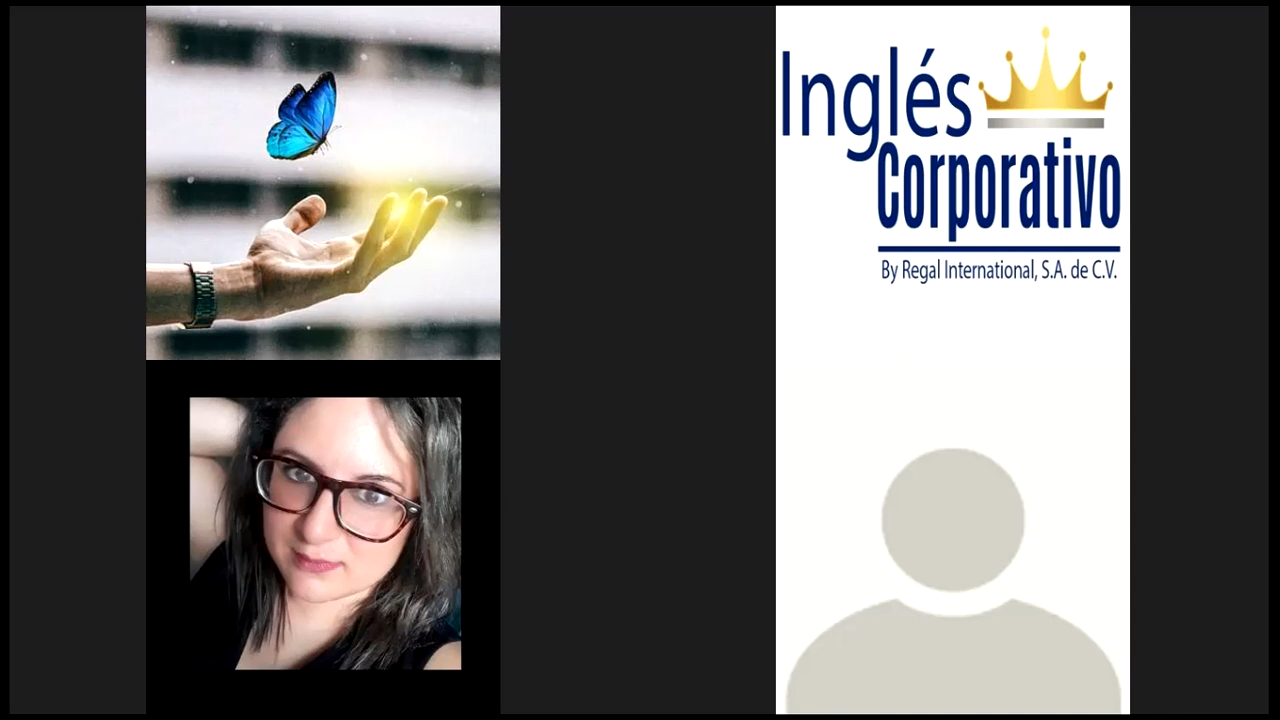 Inglés
Corporativo
By Regal International, S.A. de C.V.